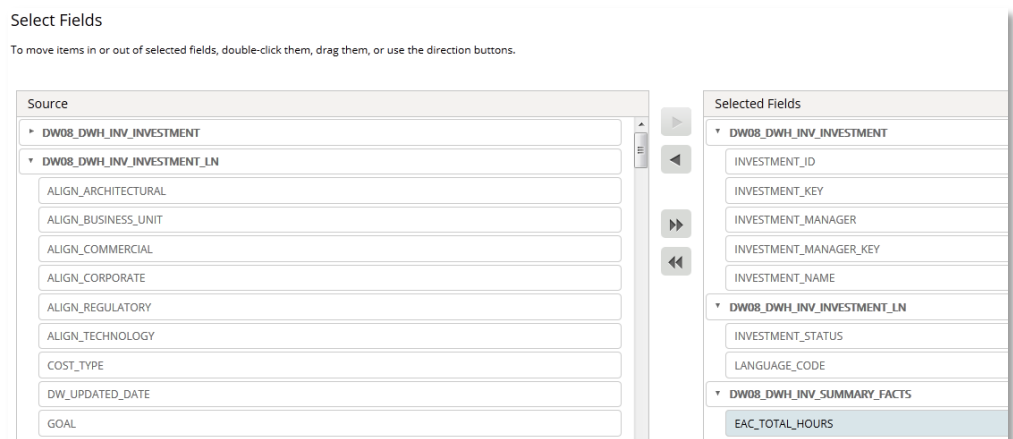 Select Fields
To move items in or out of selected fields, double-click them, drag them, or use the direction buttons.
Source
DW08_DWH_INV_INVESTMENT
DW08_DWH_INV_INVESTMENT_LN
ALIGN_ARCHITECTURAL
ALIGN_BUSINESS_UNIT
ALIGN_COMMERCIAL
ALIGN_CORPORATE
ALIGN_REGULATORY
ALIGN_TECHNOLOGY
COST_TYPE
DW_UPDATED_DATE
GOAL
Selected Fields
DW08_DWH_INV_INVESTMENT
INVESTMENT_ID
INVESTMENT_KEY
INVESTMENT_MANAGER
INVESTMENT_MANAGER_KEY
INVESTMENT_NAME
DW08_DWH_INV_INVESTMENT_LN
INVESTMENT_STATUS
LANGUAGE_CODE
DW08_DWH_INV_SUMMARY_FACTS
EAC_TOTAL_HOURS